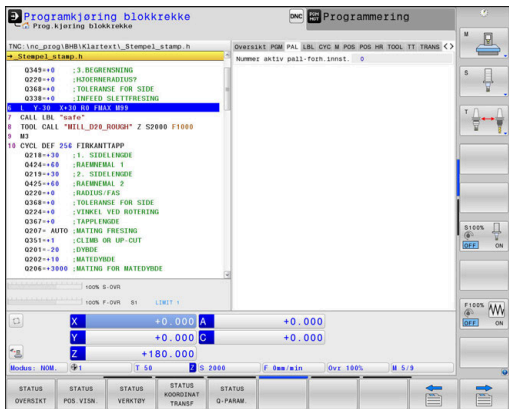 Programkjøring blokkrekke
Prog.kjøring blokkrekke
DNC
Programmering
TNC:\nc_prog\BHB\Klartext\_Stempel_stamp.h
→_Stempel_stamp.h
Q349=+0 ;3.BEGRENSNING
Q220=+0 ;HJOERNERADIUS?
Q368=+0 ;TOLERANSE FOR SIDE
Q338=+0 ;INFEED SLETTFRESING
6 L Y-30 X+30 R0 FMAX M99
7 CALL LBL "safe"
8 TOOL CALL "MILL_D20_ROUGH" Z S2000 F1000
9 M3
10 CYCL DEF 256 FIRKANTTAPP
Q218=+30 ;1. SIDELENGDE
Q424=+60 ;RAEMNEMAL 1
Q219=+30 ;2. SIDELENGDE
Q425=+60 ;RAEMNEMAL 2
Q220=+0 ;RADIUS/FAS
Q368=+0 ;TOLERANSE FOR SIDE
Q224=+0 ;VINKEL VED ROTERING
Q367=+0 ;TAPPLENGDE
Q207= AUTO ;MATING FRESING
Q351=+1 ;CLIMB OR UP-CUT
Q201=-20 ;DYBDE
Q202=+10 ;MATEDYBDE
Q206=+3000 ;MATING FOR MATEDYBDE
Oversikt PGM PAL LBL CYC M POS POS HR TOOL TT TRANS
Nummer aktiv pall-forh.innst. 0
100% S-OVR
100% F-OVR S1 LIMIT 1
X +0.000 A +0.000
Y +0.000 C +0.000
Z +180.000
Modus: NOM. 1 T 50 Z S 2000 F 0mm/min Ovr 100% M 5/9
STATUS OVERSIKT
STATUS POS VISN.
STATUS VERKTØY
STATUS KOORDINAT TRANSF
STATUS Q-PARAM.
M
S
T
S100%
OFF ON
F100%
OFF ON